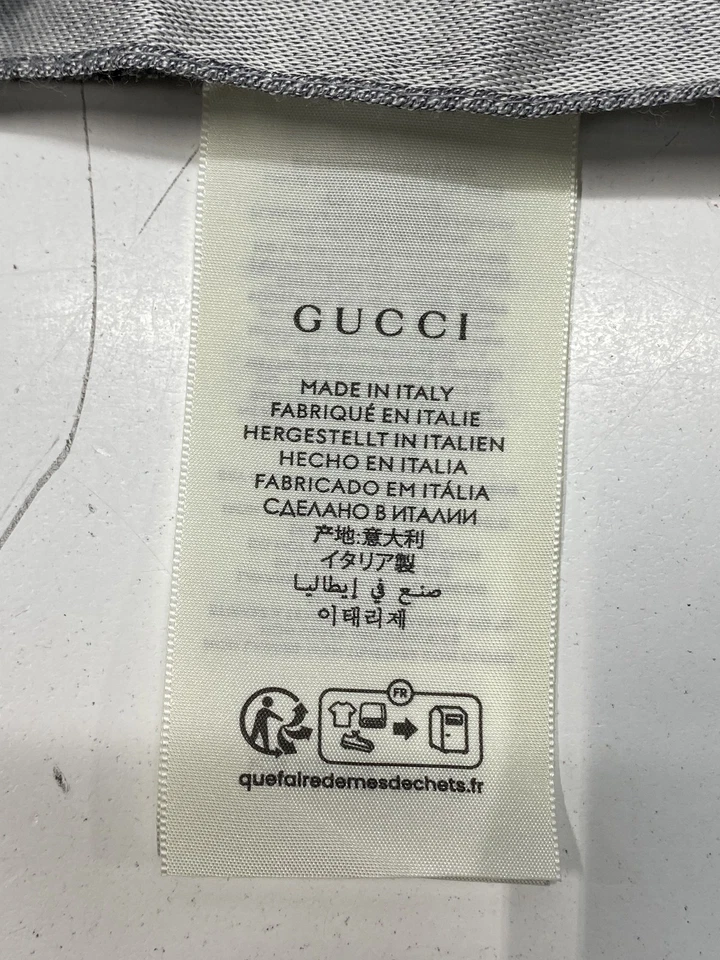 GUCCI
MADE IN ITALY
FABRIQUÉ EN ITALIE
HERGESTELLT IN ITALIEN
HECHO EN ITALIA
FABRICADO EM ITÁLIA
СДЕЛАНО В ИТАЛИИ
产地:意大利
イタリア製
صنع في إيطاليا
이태리제
FR
quefairedemesdechets.fr